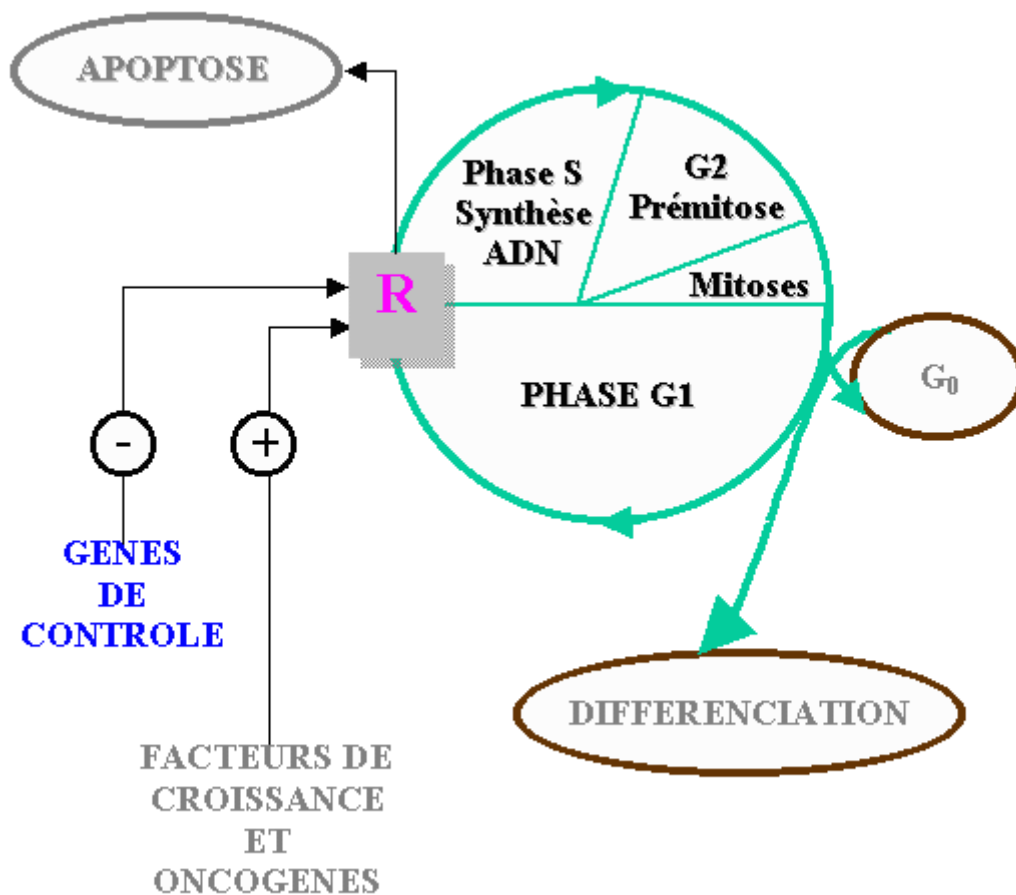 APOPTOSE
Phase S
Synthèse
ADN
G2
Prémitose
Mitoses
R
PHASE G1
G₀
-
+
GENES
DE
CONTROLE
DIFFERENCIATION
FACTEURS DE
CROISSANCE
ET
ONCOGENES